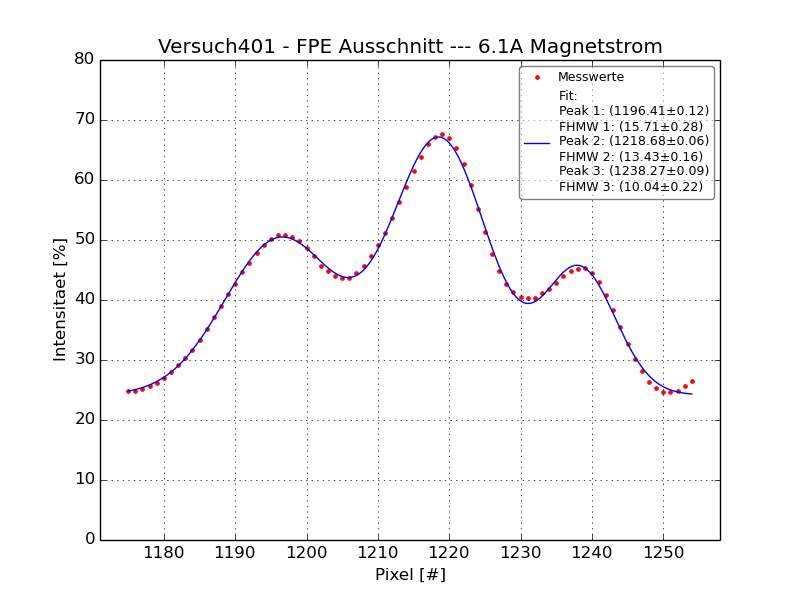 Versuch401 - FPE Ausschnitt --- 6.1A Magnetstrom
Messwerte
Fit:
Peak 1: (1196.41±0.12)
FHMW 1: (15.71±0.28)
Peak 2: (1218.68±0.06)
FHMW 2: (13.43±0.16)
Peak 3: (1238.27±0.09)
FHMW 3: (10.04±0.22)
Intensitaet [%]
80
70
60
50
40
30
20
10
0
1180 1190 1200 1210 1220 1230 1240 1250
Pixel [#]